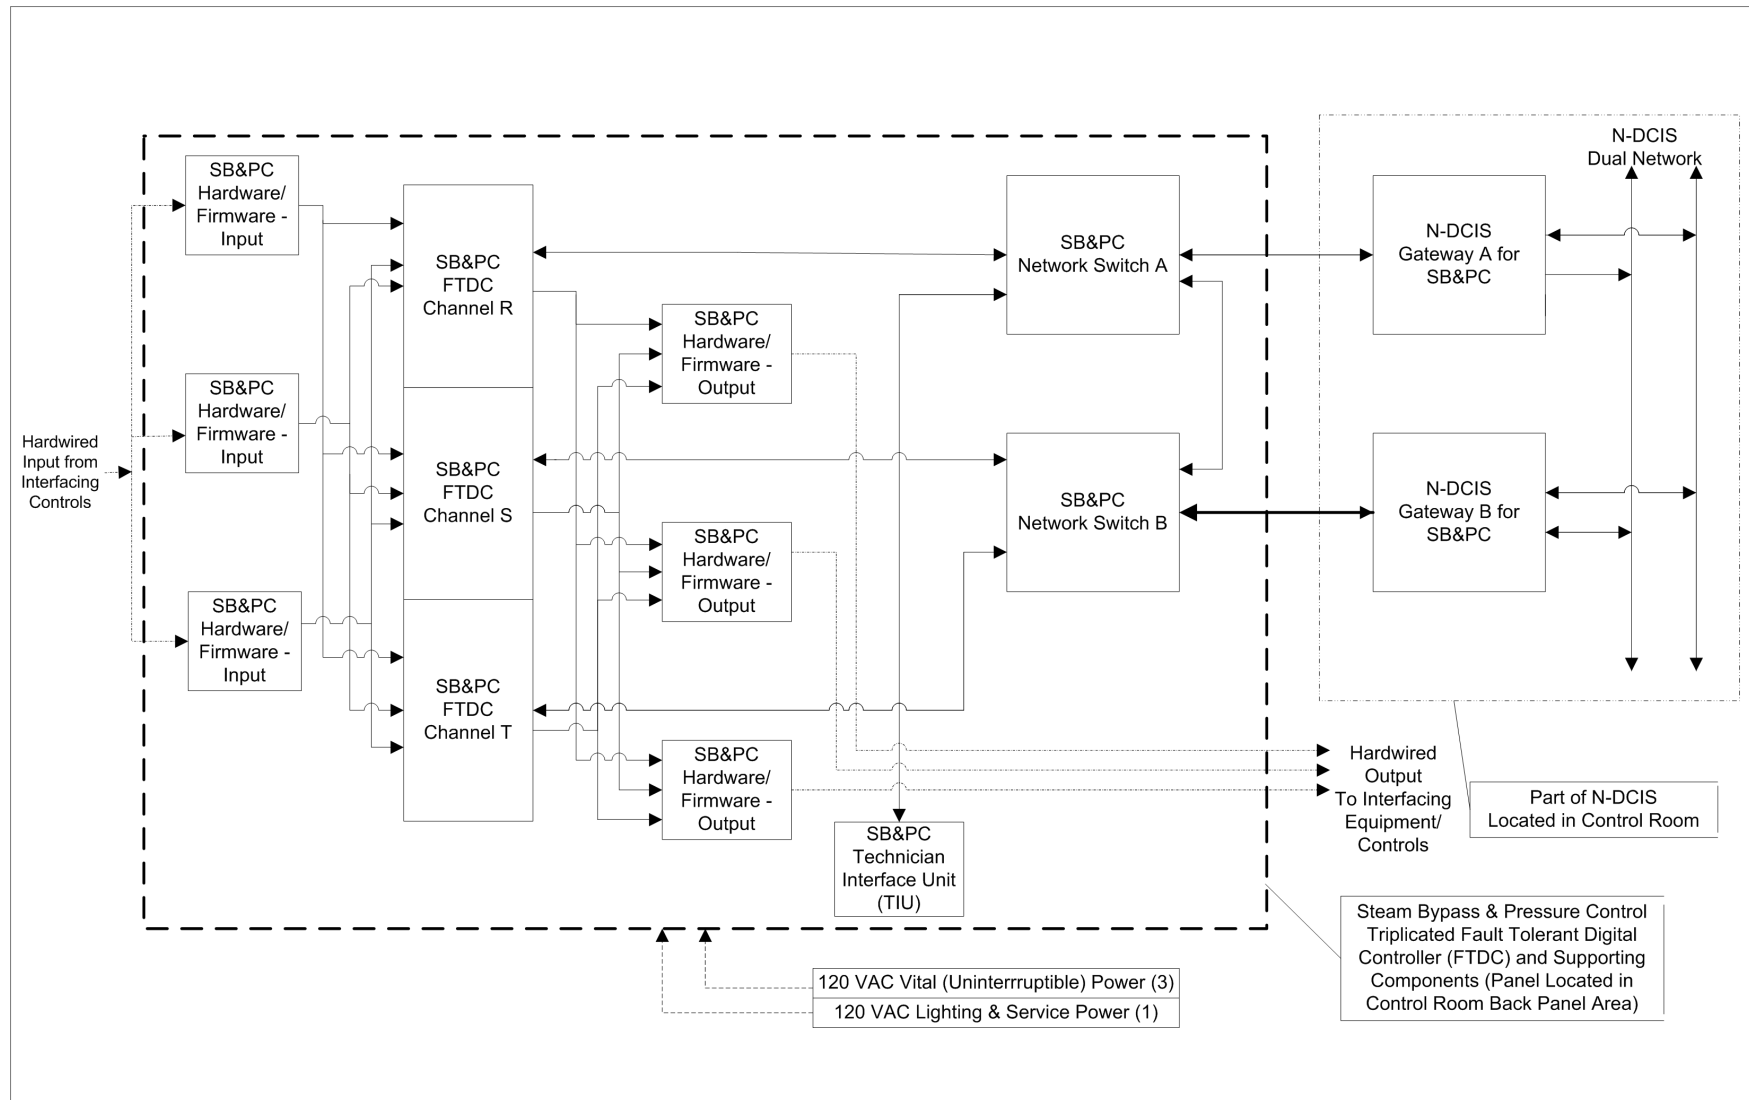 N-DCIS
Dual Network
SB&PC
Hardware/
Firmware -
Input
SB&PC
FTDC
Channel R
SB&PC
Network Switch A
N-DCIS
Gateway A for
SB&PC
SB&PC
Hardware/
Firmware -
Output
SB&PC
Hardware/
Firmware -
Input
Hardwired
Input from
Interfacing
Controls
SB&PC
FTDC
Channel S
SB&PC
Network Switch B
N-DCIS
Gateway B for
SB&PC
SB&PC
Hardware/
Firmware -
Output
SB&PC
Hardware/
Firmware -
Input
SB&PC
FTDC
Channel T
SB&PC
Hardware/
Firmware -
Output
Hardwired
Output
To Interfacing
Equipment/
Controls
Part of N-DCIS
Located in Control Room
SB&PC
Technician
Interface Unit
(TIU)
Steam Bypass & Pressure Control
Triplicated Fault Tolerant Digital
Controller (FTDC) and Supporting
Components (Panel Located in
Control Room Back Panel Area)
120 VAC Vital (Uninterrruptible) Power (3)
120 VAC Lighting & Service Power (1)